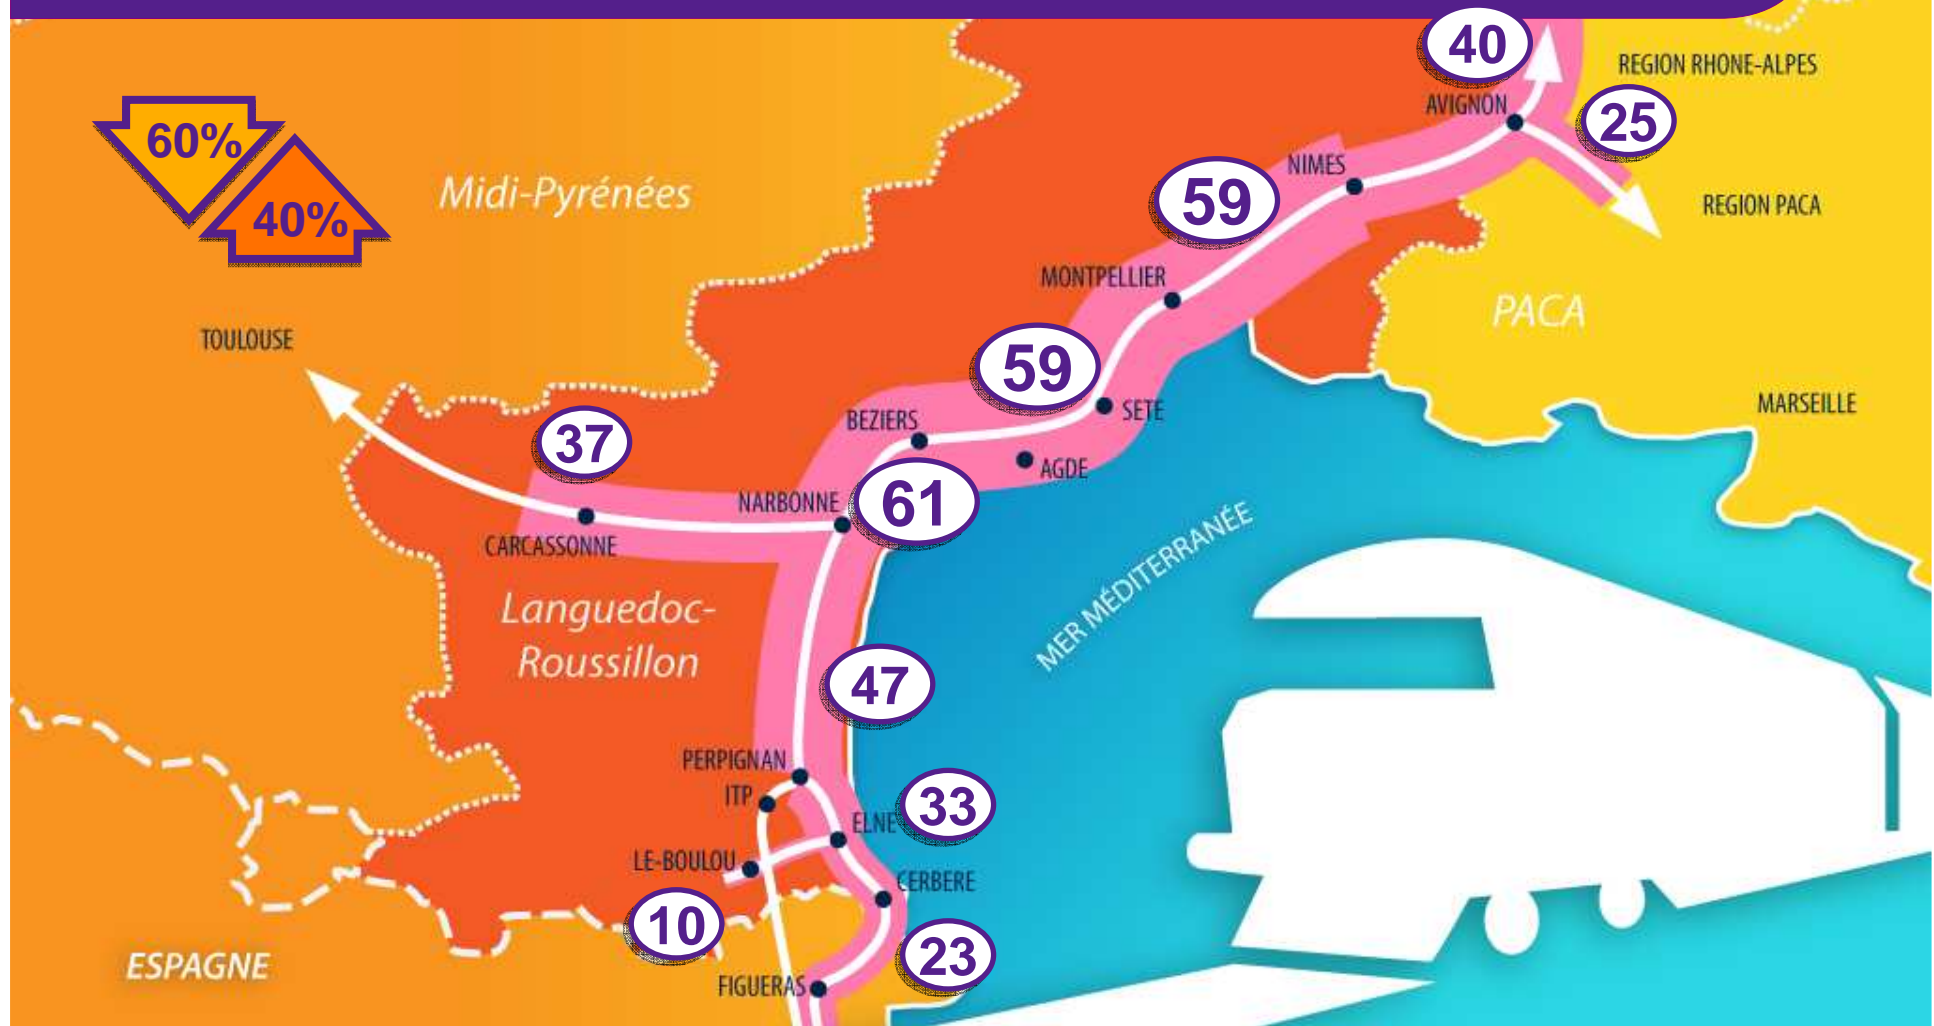 40
REGION RHONE-ALPES
AVIGNON
25
60%
40%
Midi-Pyrénées
NIMES
59
REGION PACA
MONTPELLIER
PACA
TOULOUSE
59
MARSEILLE
SETE
BEZIERS
37
AGDE
NARBONNE
61
CARCASSONNE
MER MÉDITERRANÉE
Languedoc-
Roussillon
47
PERPIGNAN
ITP
33
ELNE
LE-BOULOU
CERBERE
10
23
ESPAGNE
FIGUERAS